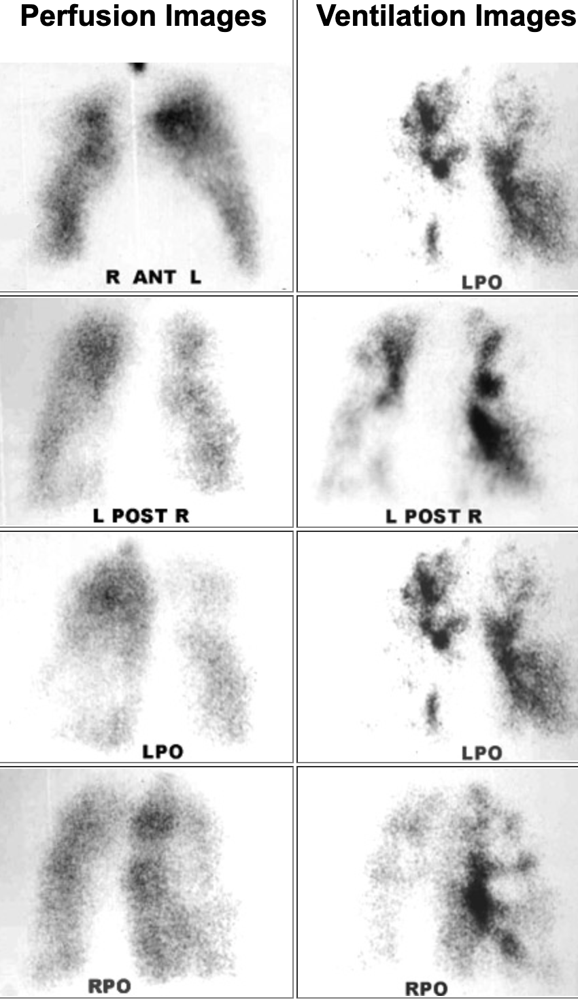 Perfusion Images
Ventilation Images
R ANT L
LPO
L POST R
L POST R
LPO
LPO
RPO
RPO